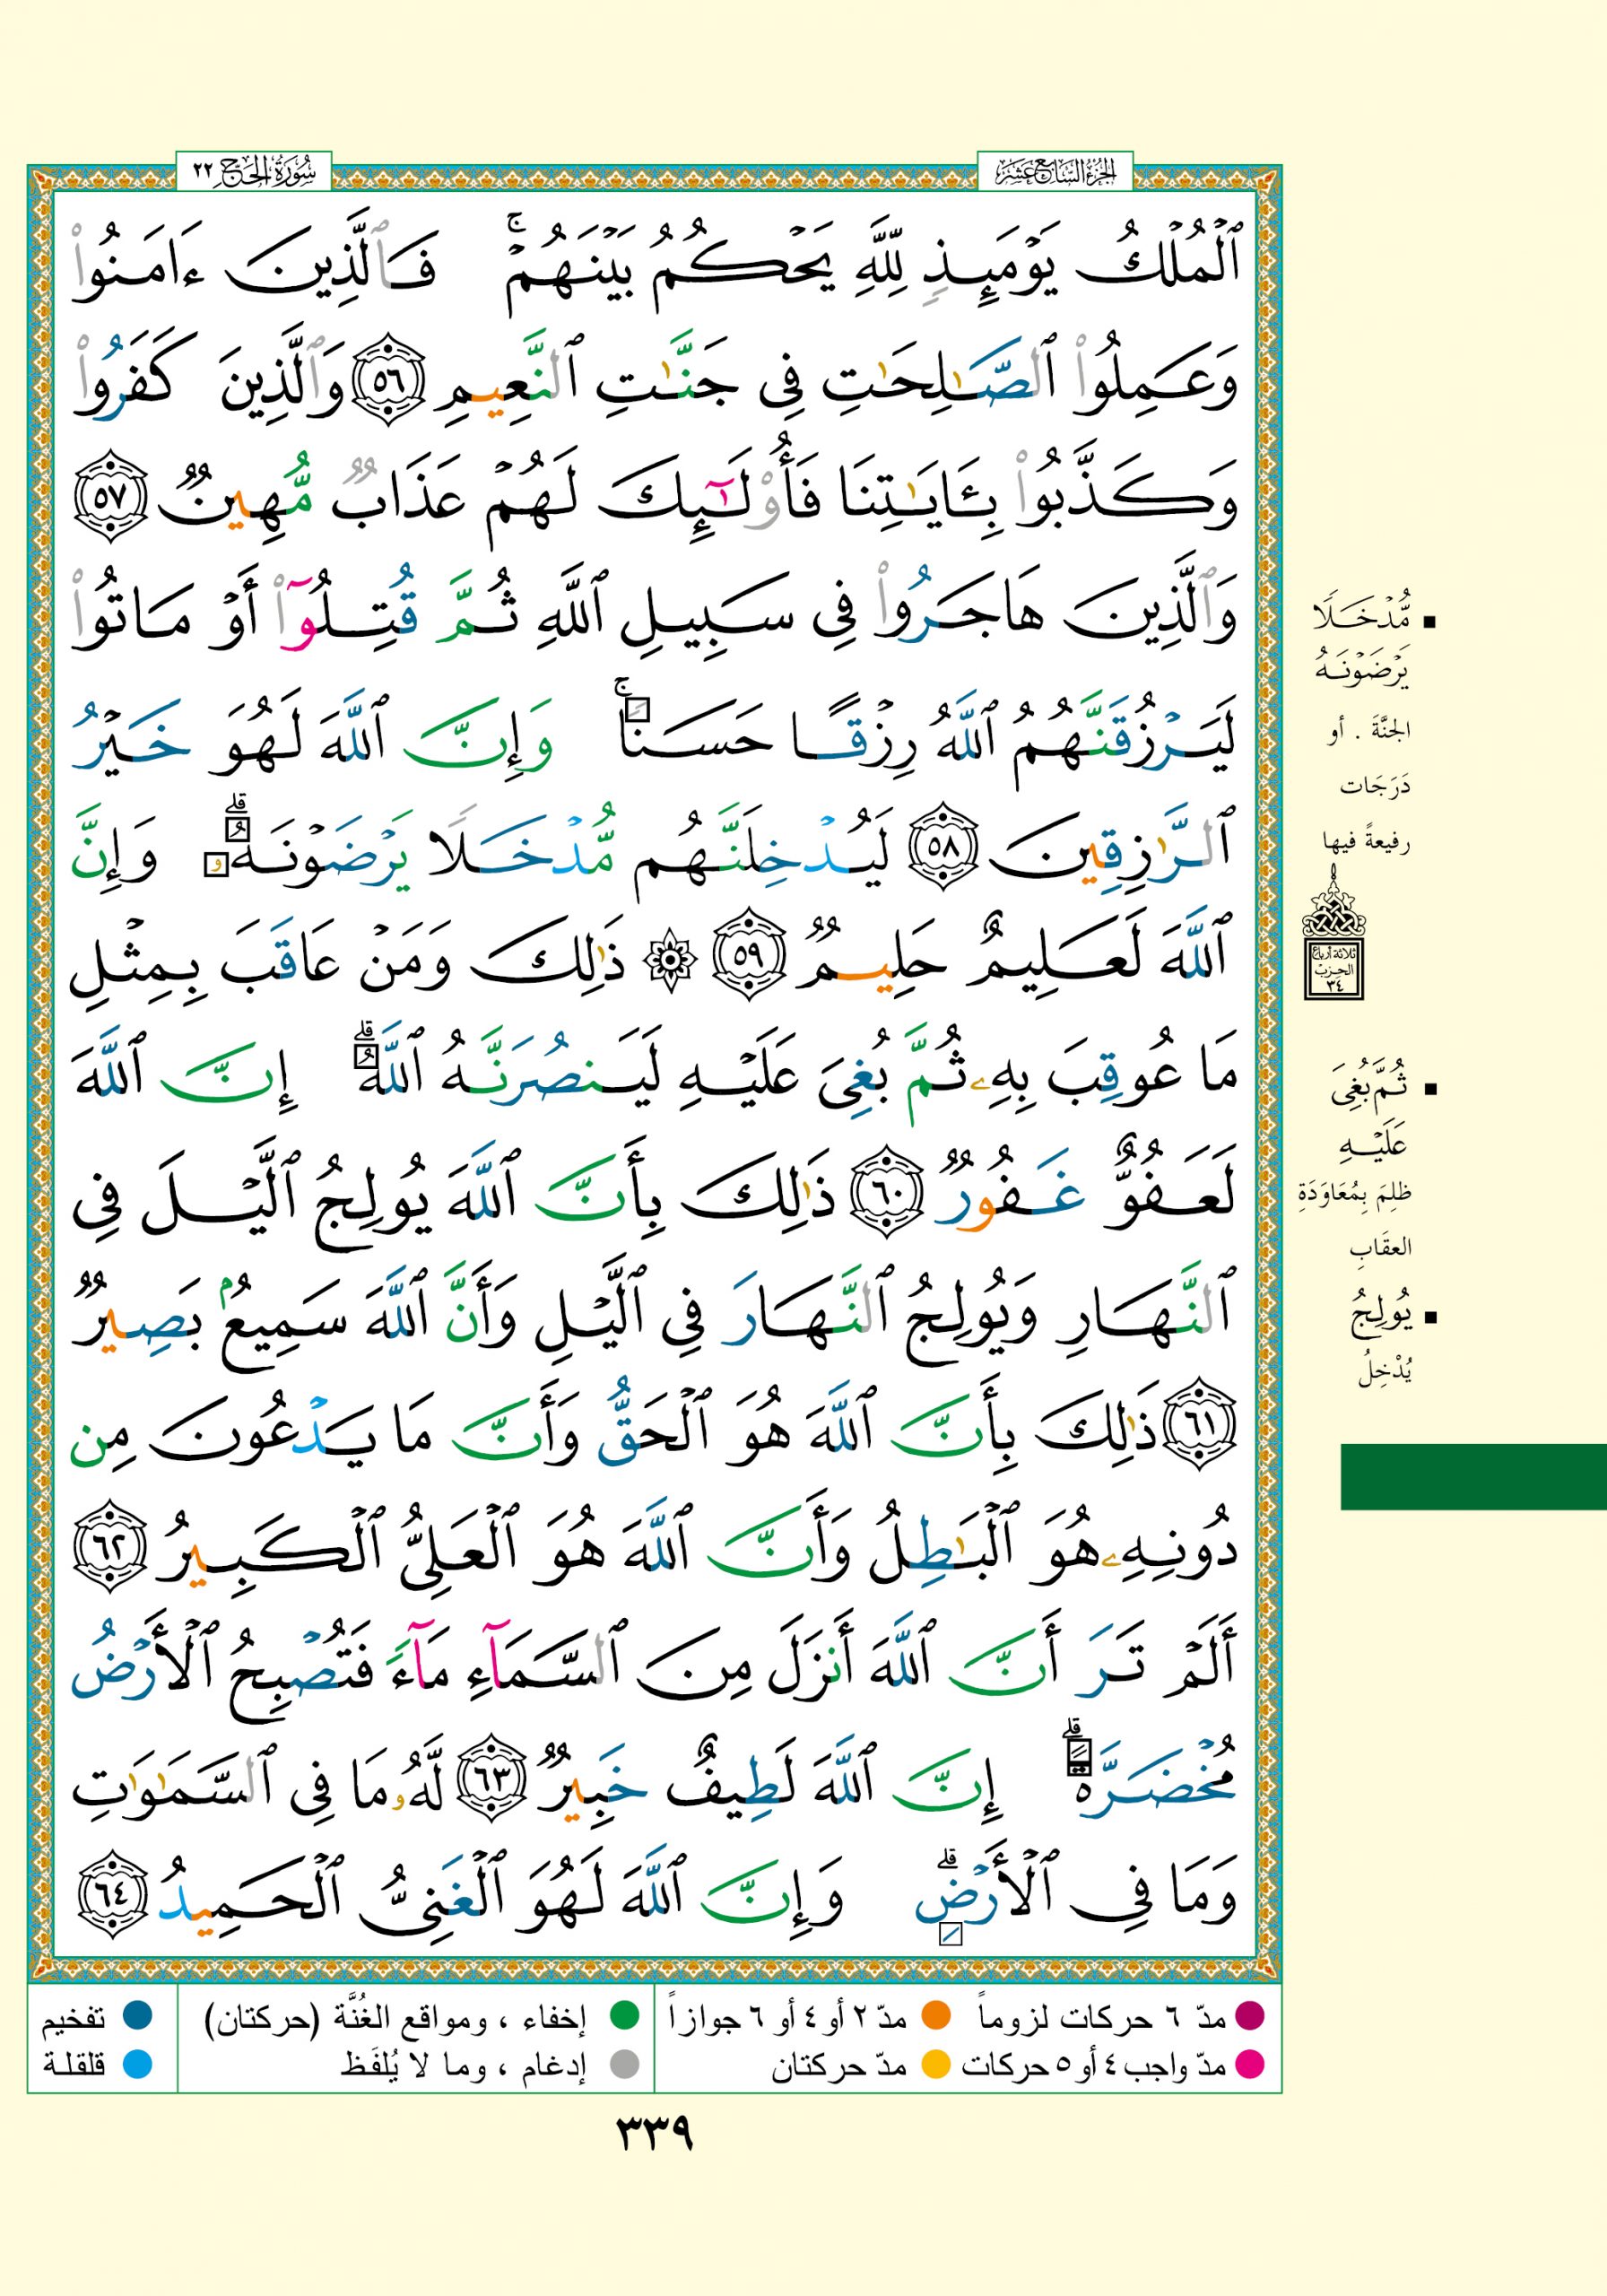 الجزء السابع عشر
سورة الحج ٢٢
ٱلْمُلْكُ يَوْمَئِذٍ لِّلَّهِ يَحْكُمُ بَيْنَهُمْ ۚ فَٱلَّذِينَ ءَامَنُوا۟
وَعَمِلُوا۟ ٱلصَّـٰلِحَـٰتِ فِى جَنَّـٰتِ ٱلنَّعِيمِ ٥٦ وَٱلَّذِينَ كَفَرُوا۟
وَكَذَّبُوا۟ بِـَٔايَـٰتِنَا فَأُو۟لَـٰٓئِكَ لَهُمْ عَذَابٌ مُّهِينٌ ٥٧
وَٱلَّذِينَ هَاجَرُوا۟ فِى سَبِيلِ ٱللَّهِ ثُمَّ قُتِلُوٓا۟ أَوْ مَاتُوا۟
لَيَرْزُقَنَّهُمُ ٱللَّهُ رِزْقًا حَسَنًا ۚ وَإِنَّ ٱللَّهَ لَهُوَ خَيْرُ
ٱلرَّٰزِقِينَ ٥٨ لَيُدْخِلَنَّهُم مُّدْخَلًا يَرْضَوْنَهُۥ ۗ وَإِنَّ
ٱللَّهَ لَعَلِيمٌ حَلِيمٌ ٥٩ ۞ ذَٰلِكَ وَمَنْ عَاقَبَ بِمِثْلِ
مَا عُوقِبَ بِهِۦ ثُمَّ بُغِىَ عَلَيْهِ لَيَنصُرَنَّهُ ٱللَّهُ ۗ إِنَّ ٱللَّهَ
لَعَفُوٌّ غَفُورٌ ٦٠ ذَٰلِكَ بِأَنَّ ٱللَّهَ يُولِجُ ٱلَّيْلَ فِى
ٱلنَّهَارِ وَيُولِجُ ٱلنَّهَارَ فِى ٱلَّيْلِ وَأَنَّ ٱللَّهَ سَمِيعٌۢ بَصِيرٌ
٦١ ذَٰلِكَ بِأَنَّ ٱللَّهَ هُوَ ٱلْحَقُّ وَأَنَّ مَا يَدْعُونَ مِن
دُونِهِۦ هُوَ ٱلْبَـٰطِلُ وَأَنَّ ٱللَّهَ هُوَ ٱلْعَلِىُّ ٱلْكَبِيرُ ٦٢
أَلَمْ تَرَ أَنَّ ٱللَّهَ أَنزَلَ مِنَ ٱلسَّمَآءِ مَآءً فَتُصْبِحُ ٱلْأَرْضُ
مُخْضَرَّةً ۗ إِنَّ ٱللَّهَ لَطِيفٌ خَبِيرٌ ٦٣ لَّهُۥ مَا فِى ٱلسَّمَـٰوَٰتِ
وَمَا فِى ٱلْأَرْضِ ۗ وَإِنَّ ٱللَّهَ لَهُوَ ٱلْغَنِىُّ ٱلْحَمِيدُ ٦٤
▪ مُّدْخَلًا
يَرْضَوْنَهُ
الجنَّةَ . أو
دَرَجَات
رفيعةً فيها
ثلاثة أرباع
الحزب
٣٤
▪ ثُمَّ بُغِىَ
عَلَيْهِ
ظلِمَ بِمُعَاوَدَةِ
العقَابِ
▪ يُولِجُ
يُدْخِلُ
مدّ ٦ حركات لزوماً
مدّ ٢ أو ٤ أو ٦ جوازاً
إخفاء ، ومواقع الغُنَّة (حركتان)
تفخيم
مدّ واجب ٤ أو ٥ حركات
مدّ حركتان
إدغام ، وما لا يُلفَظ
قلقلة
٣٣٩